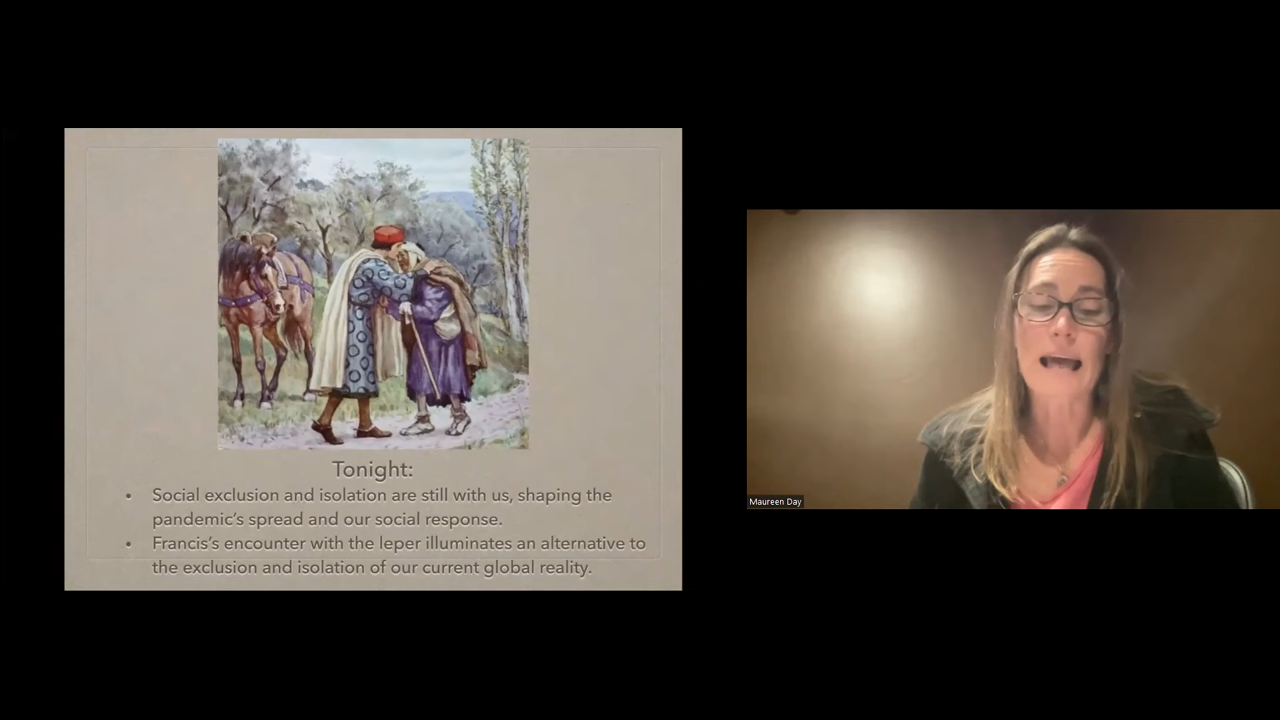 Tonight:
• Social exclusion and isolation are still with us, shaping the
pandemic’s spread and our social response.
• Francis’s encounter with the leper illuminates an alternative to
the exclusion and isolation of our current global reality.
Maureen Day